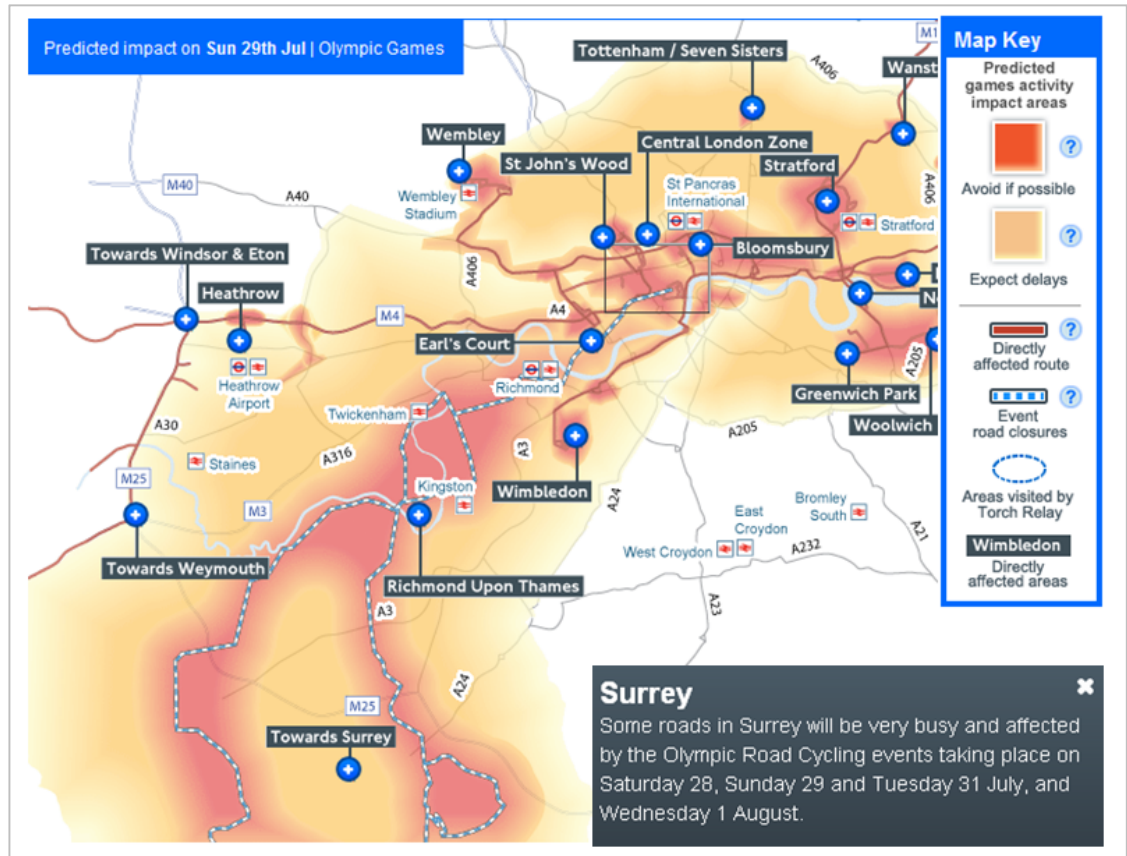 Predicted impact on Sun 29th Jul | Olympic Games
Tottenham / Seven Sisters
A406
M1
Wanst
Wembley
Central London Zone
St John's Wood
Stratford
St Pancras
International
Wembley
Stadium
M40
A40
A406
Stratford
Bloomsbury
Towards Windsor & Eton
A406
Heathrow
M4
A4
Earl's Court
Heathrow
Airport
Richmond
Greenwich Park
A205
Woolwich
Twickenham
A30
A316
A3
A205
Staines
M25
M3
Kingston
Wimbledon
A24
Bromley
South
East
Croydon
West Croydon
A232
A21
Towards Weymouth
Richmond Upon Thames
A3
A23
A24
M25
Towards Surrey
Map Key
Predicted
games activity
impact areas
?
Avoid if possible
?
Expect delays
?
Directly
affected route
?
Event
road closures
Areas visited by
Torch Relay
Wimbledon
Directly
affected areas
Surrey
Some roads in Surrey will be very busy and affected
by the Olympic Road Cycling events taking place on
Saturday 28, Sunday 29 and Tuesday 31 July, and
Wednesday 1 August.